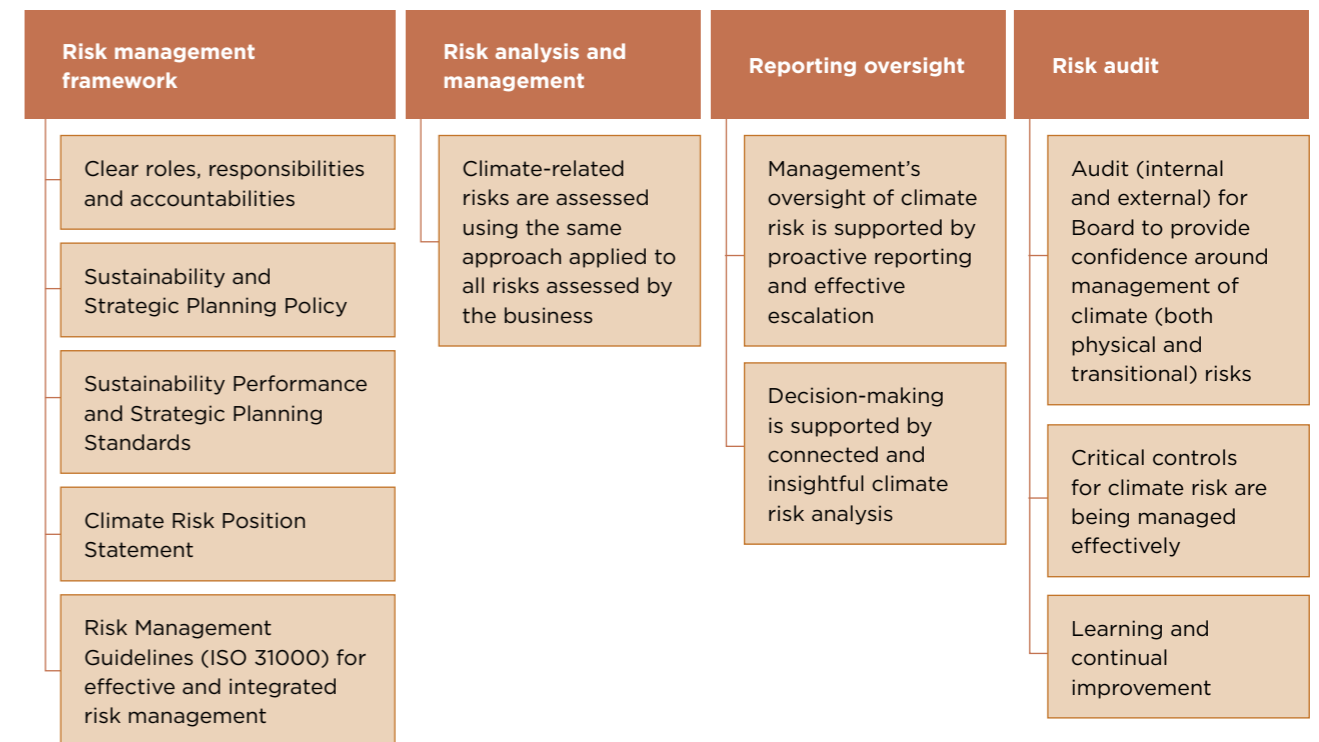 Risk management
framework
Clear roles, responsibilities
and accountabilities
Sustainability and
Strategic Planning Policy
Sustainability Performance
and Strategic Planning
Standards
Climate Risk Position
Statement
Risk Management
Guidelines (ISO 31000) for
effective and integrated
risk management
Risk analysis and
management
Climate-related
risks are assessed
using the same
approach applied to
all risks assessed by
the business
Reporting oversight
Management’s
oversight of climate
risk is supported by
proactive reporting
and effective
escalation
Decision-making
is supported by
connected and
insightful climate
risk analysis
Risk audit
Audit (internal
and external) for
Board to provide
confidence around
management of
climate (both
physical and
transitional) risks
Critical controls
for climate risk are
being managed
effectively
Learning and
continual
improvement